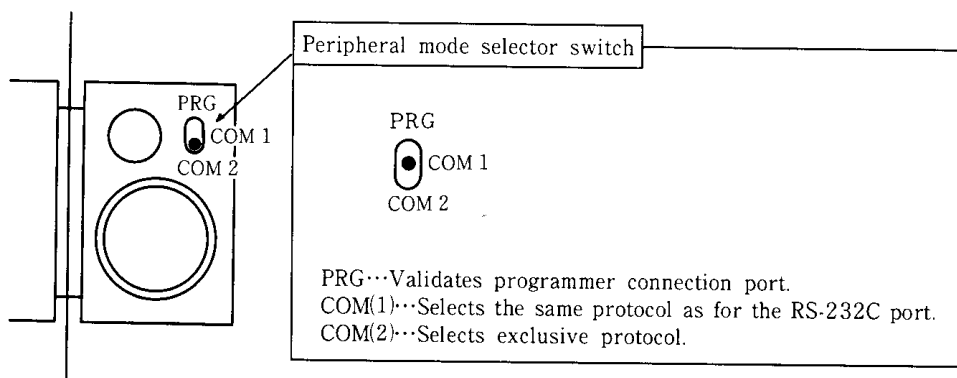 Peripheral mode selector switch
PRG
COM 1
COM 2
PRG
COM 1
COM 2
PRG···Validates programmer connection port.
COM(1)···Selects the same protocol as for the RS-232C port.
COM(2)···Selects exclusive protocol.